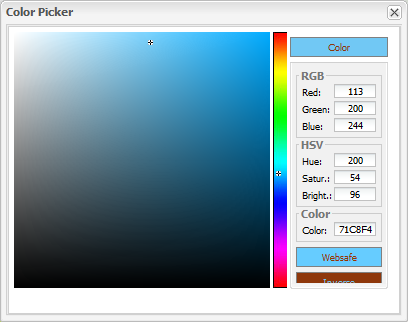 Color Picker
Color
RGB
Red: 113
Green: 200
Blue: 244
HSV
Hue: 200
Satur.: 54
Bright.: 96
Color
Color: 71C8F4
Websafe
Inverse